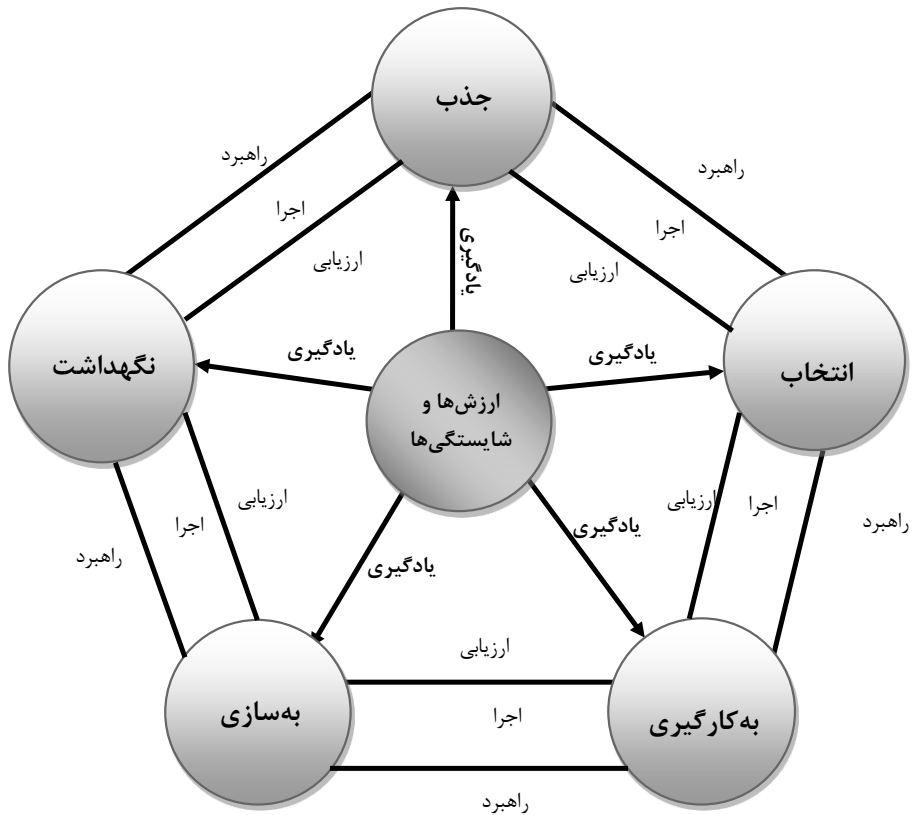 جذب
راهبرد
راهبرد
اجرا
اجرا
ارزیابی
ارزیابی
یادگیری
نگهداشت
یادگیری
یادگیری
انتخاب
ارزش‌ها و
شایستگی‌ها
ارزیابی
اجرا
راهبرد
ارزیابی
اجرا
راهبرد
یادگیری
یادگیری
به‌سازی
ارزیابی
اجرا
راهبرد
به‌کارگیری